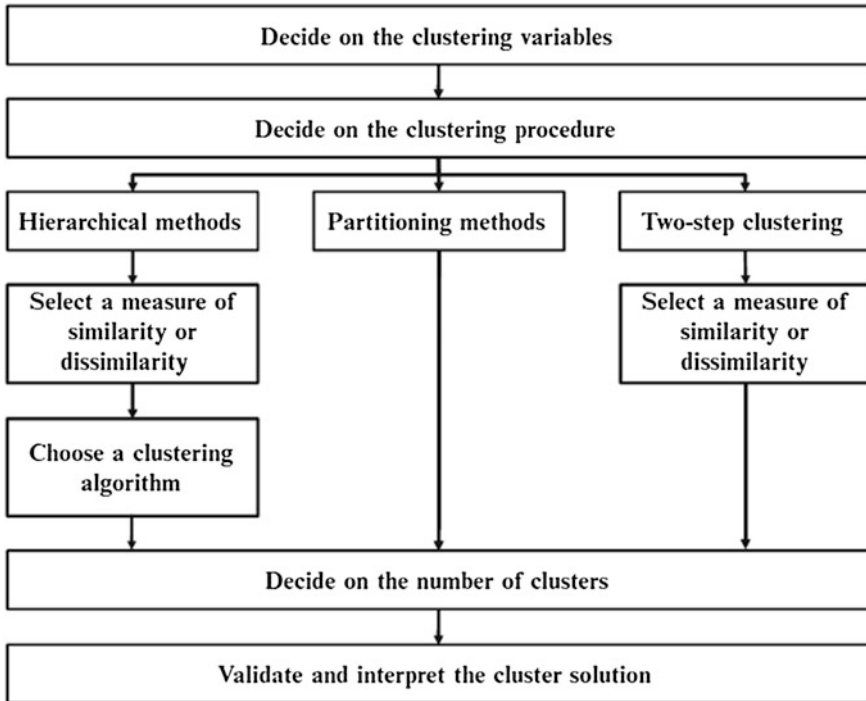 Decide on the clustering variables
Decide on the clustering procedure
Hierarchical methods
Partitioning methods
Two-step clustering
Select a measure of
similarity or
dissimilarity
Select a measure of
similarity or
dissimilarity
Choose a clustering
algorithm
Decide on the number of clusters
Validate and interpret the cluster solution